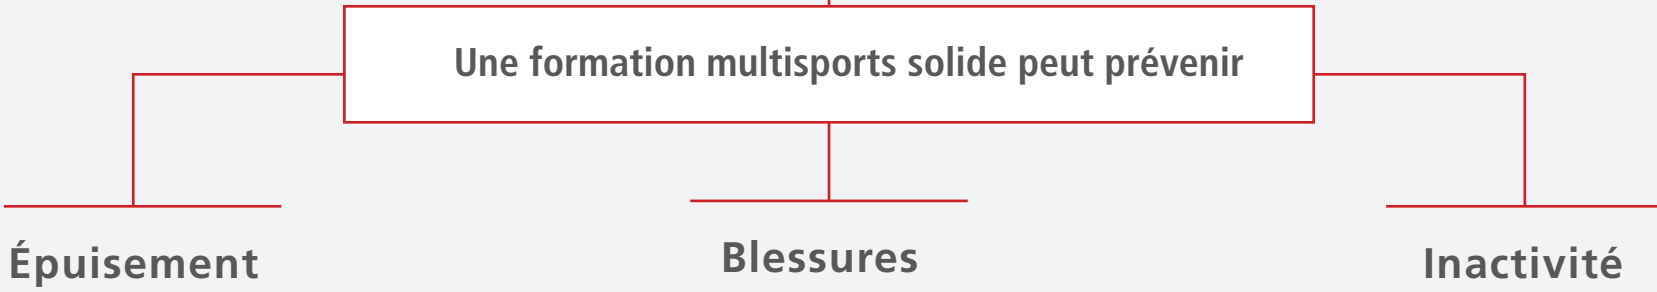 Une formation multisports solide peut prévenir
Épuisement
Blessures
Inactivité